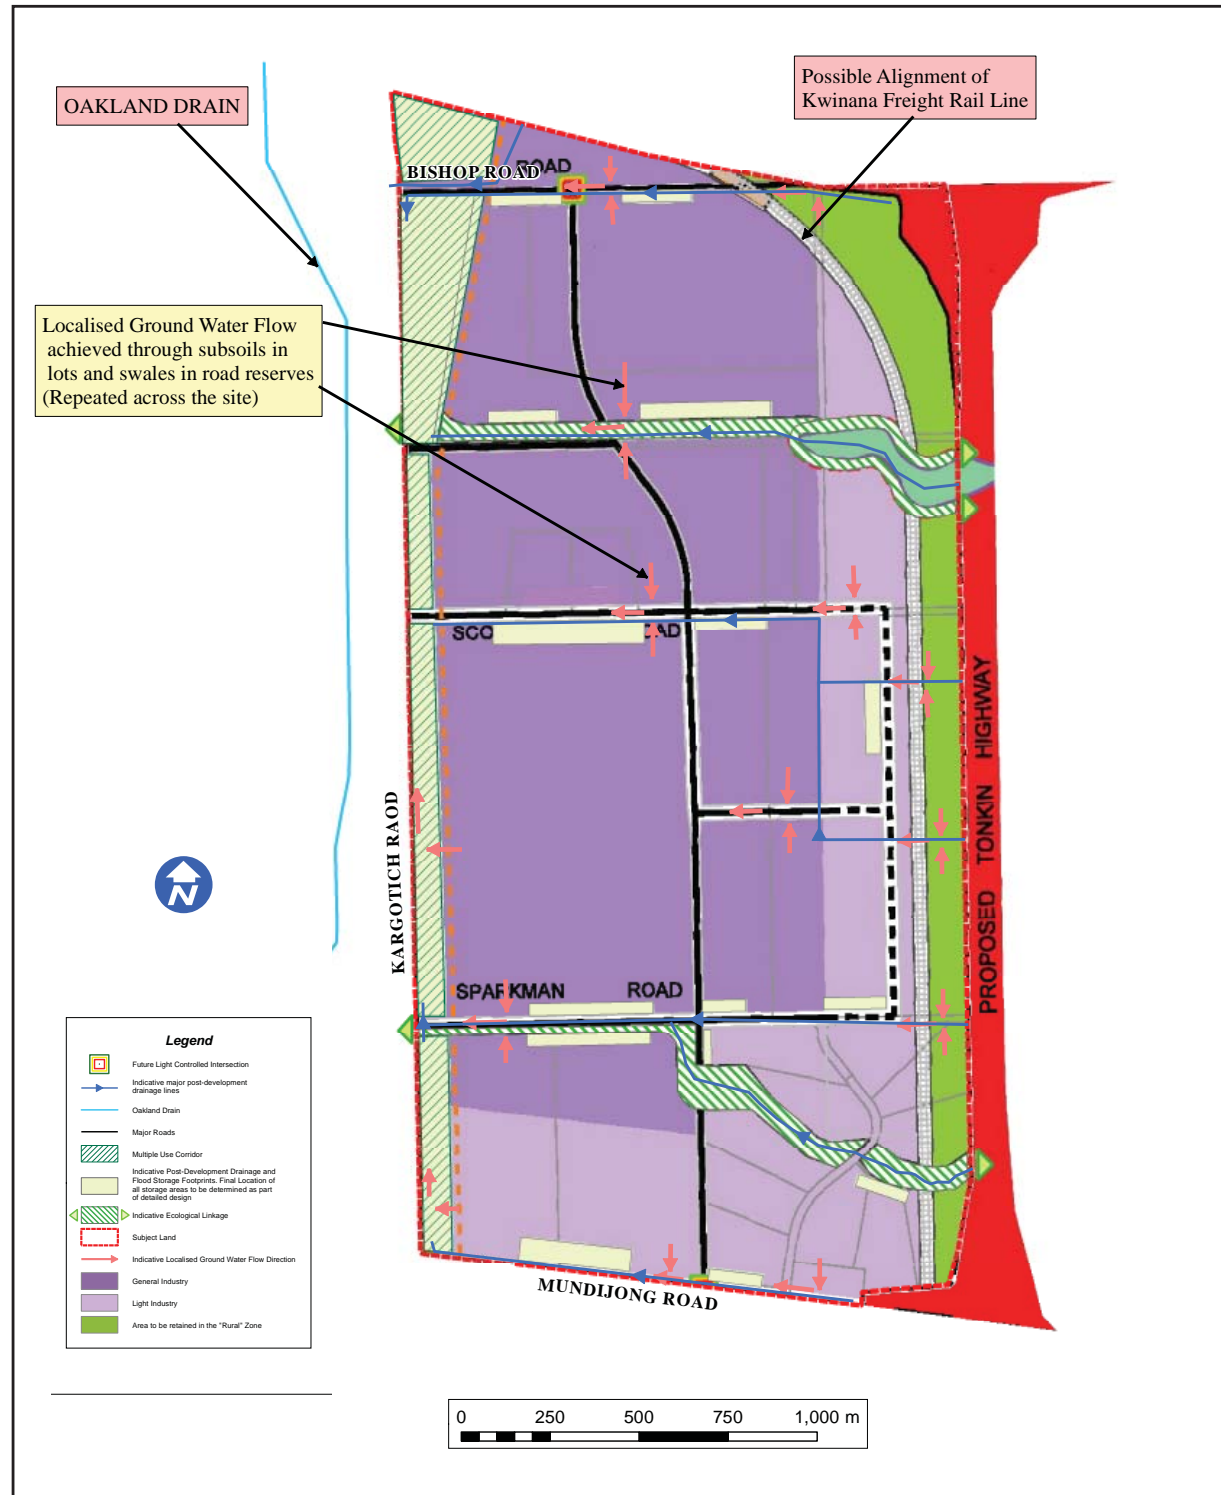 OAKLAND DRAIN
Possible Alignment of
Kwinana Freight Rail Line
ROAD
BISHOP ROAD
Localised Ground Water Flow
achieved through subsoils in
lots and swales in road reserves
(Repeated across the site)
SCO
AD
PROPOSED TONKIN HIGHWAY
KARGOTICH RAOD
N
SPARKMAN ROAD
MUNDIJONG ROAD
Legend
Future Light Controlled Intersection
Indicative major post-development
drainage lines
Oakland Drain
Major Roads
Multiple Use Corridor
Indicative Post-Development Drainage and
Flood Storage Footprints. Final Location of
all storage areas to be determined as part
of detailed design
Indicative Ecological Linkage
Subject Land
Indicative Localised Ground Water Flow Direction
General Industry
Light Industry
Area to be retained in the "Rural" Zone
0 250 500 750 1,000 m